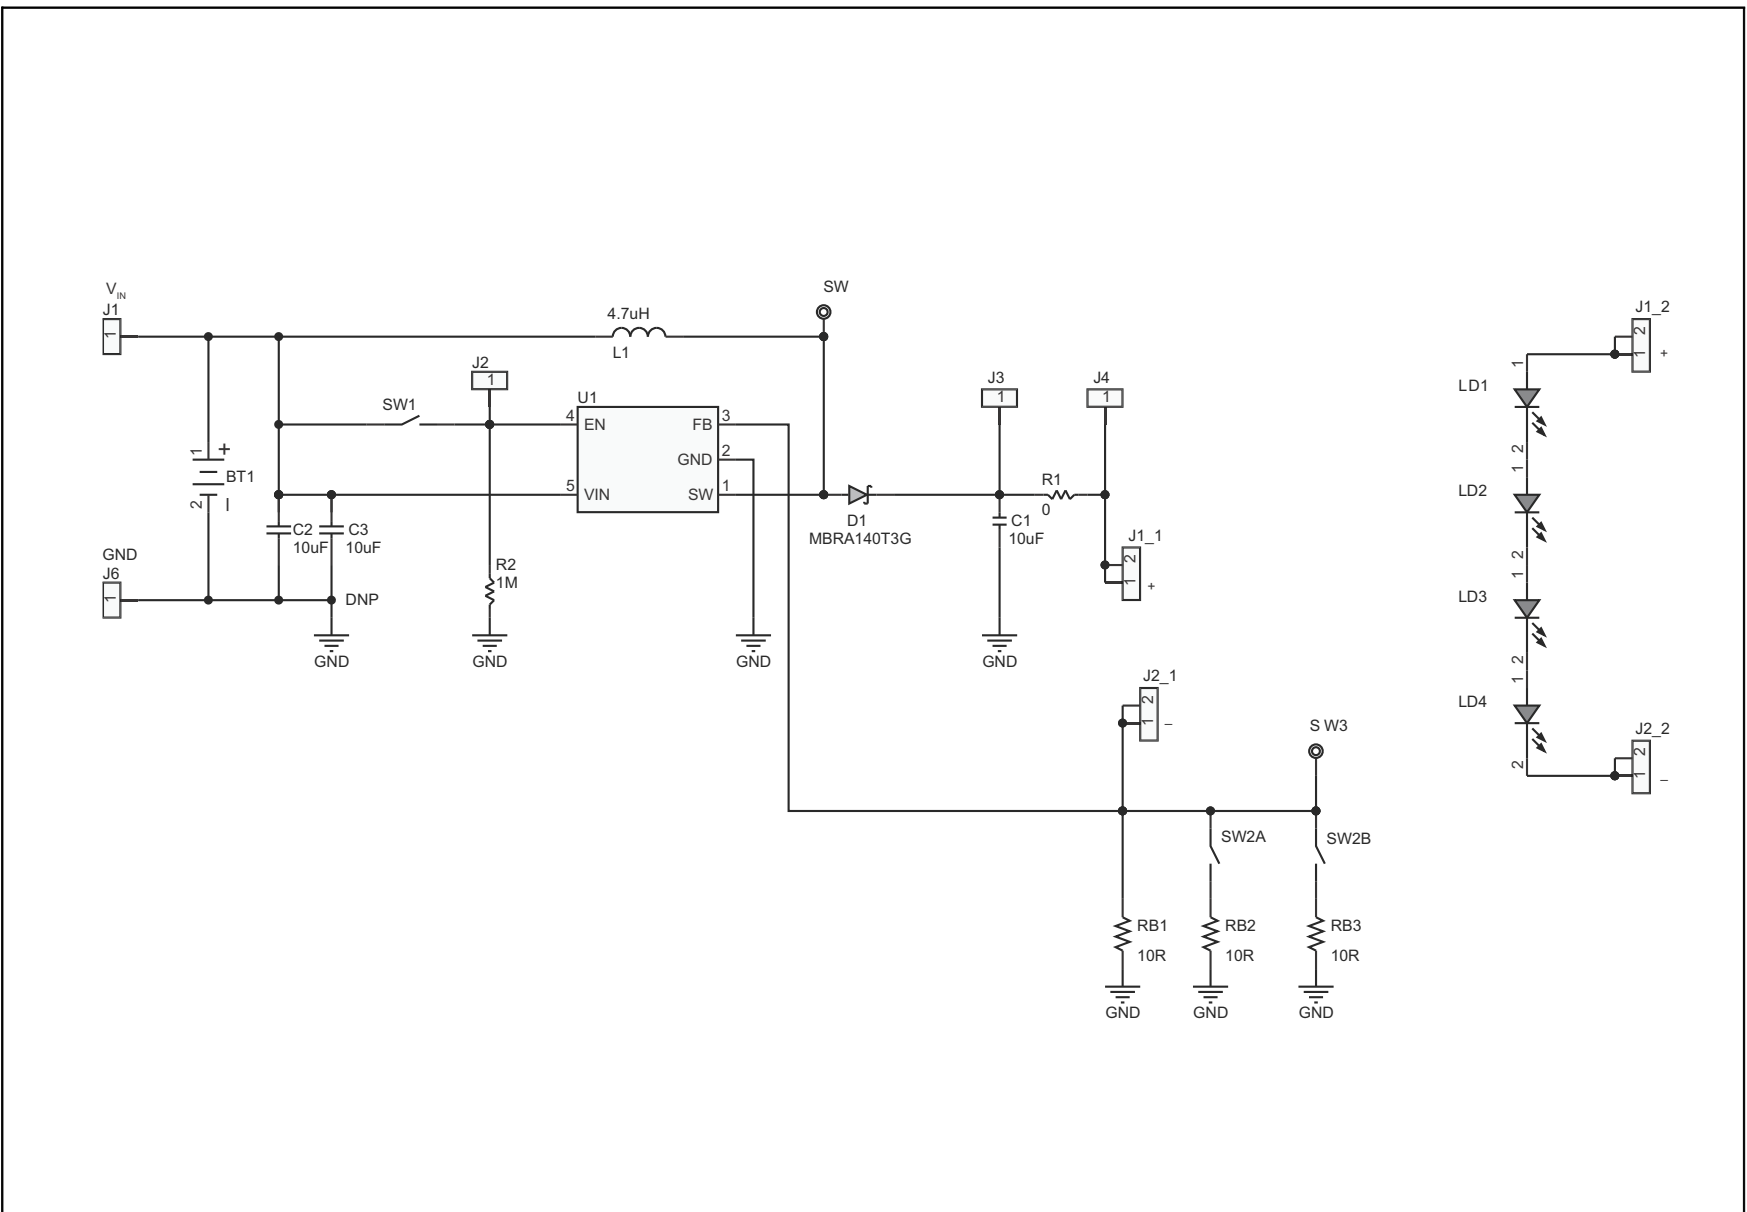 V IN
J1
1
BT1
1
+
2
I
GND
J6
1
C2
10uF
C3
10uF
DNP
GND
SW1
J2
1
R2
1M
GND
4.7uH
L1
U1
4
EN
5
VIN
FB
3
GND
2
SW
1
GND
SW
D1
MBRA140T3G
J3
1
C1
10uF
GND
R1
0
J4
1
J1_1
2
1
+
J2_1
2
1
–
S W3
SW2A
SW2B
RB1
10R
GND
RB2
10R
GND
RB3
10R
GND
J1_2
2
1
+
LD1
1
2
LD2
1
2
LD3
1
2
LD4
1
2
J2_2
2
1
–